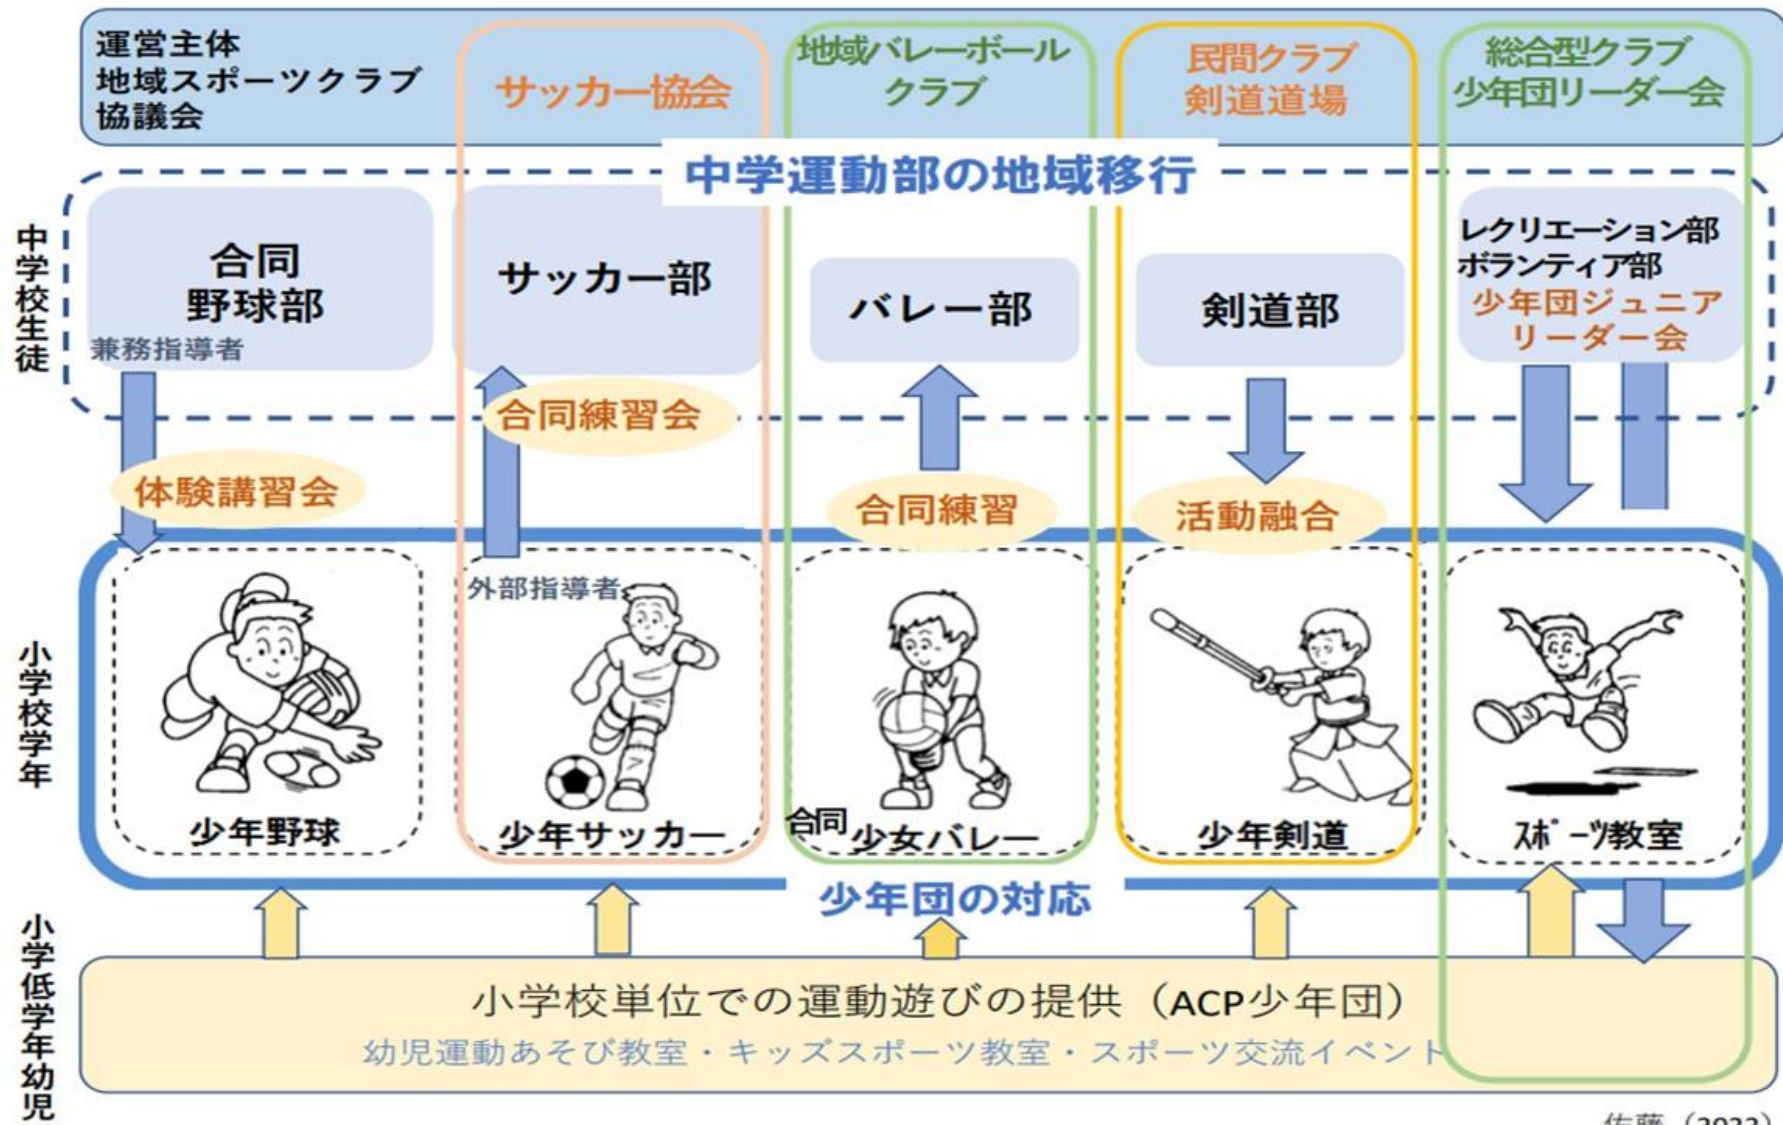 運営主体
地域スポーツクラブ
協議会
サッカー協会
地域バレーボール
クラブ
民間クラブ
剣道道場
総合型クラブ
少年団リーダー会
中学運動部の地域移行
中学校生徒
合同
野球部
兼務指導者
サッカー部
バレー部
剣道部
レクリエーション部
ボランティア部
少年団ジュニア
リーダー会
体験講習会
合同練習会
合同練習
活動融合
小学校学年
外部指導者
少年野球
少年サッカー
合同
少女バレー
少年剣道
スポーツ教室
少年団の対応
小学低学年幼児
小学校単位での運動遊びの提供（ACP少年団）
幼児運動あそび教室・キッズスポーツ教室・スポーツ交流イベント